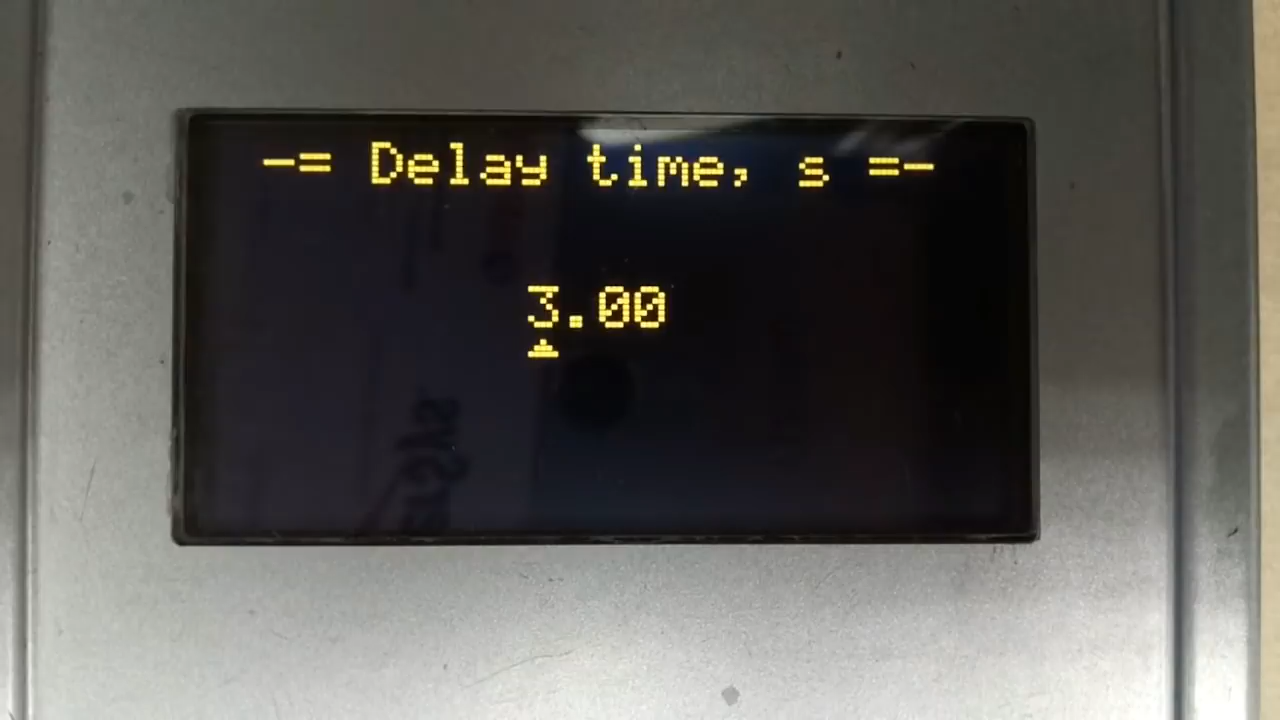 -= Delay time, s =-
3.00